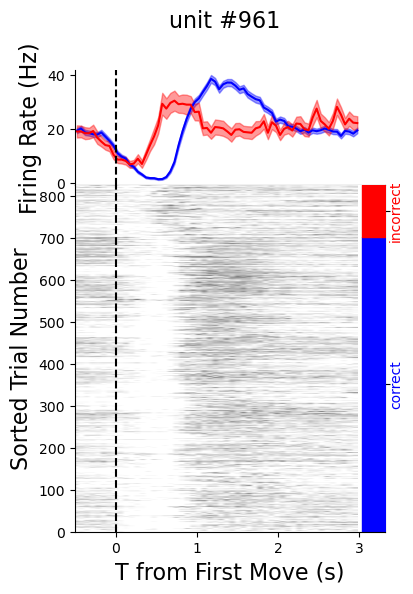 unit #961
Firing Rate (Hz)
40
20
0
Sorted Trial Number
800
700
600
500
400
300
200
100
0
incorrect
correct
0
1
2
3
T from First Move (s)